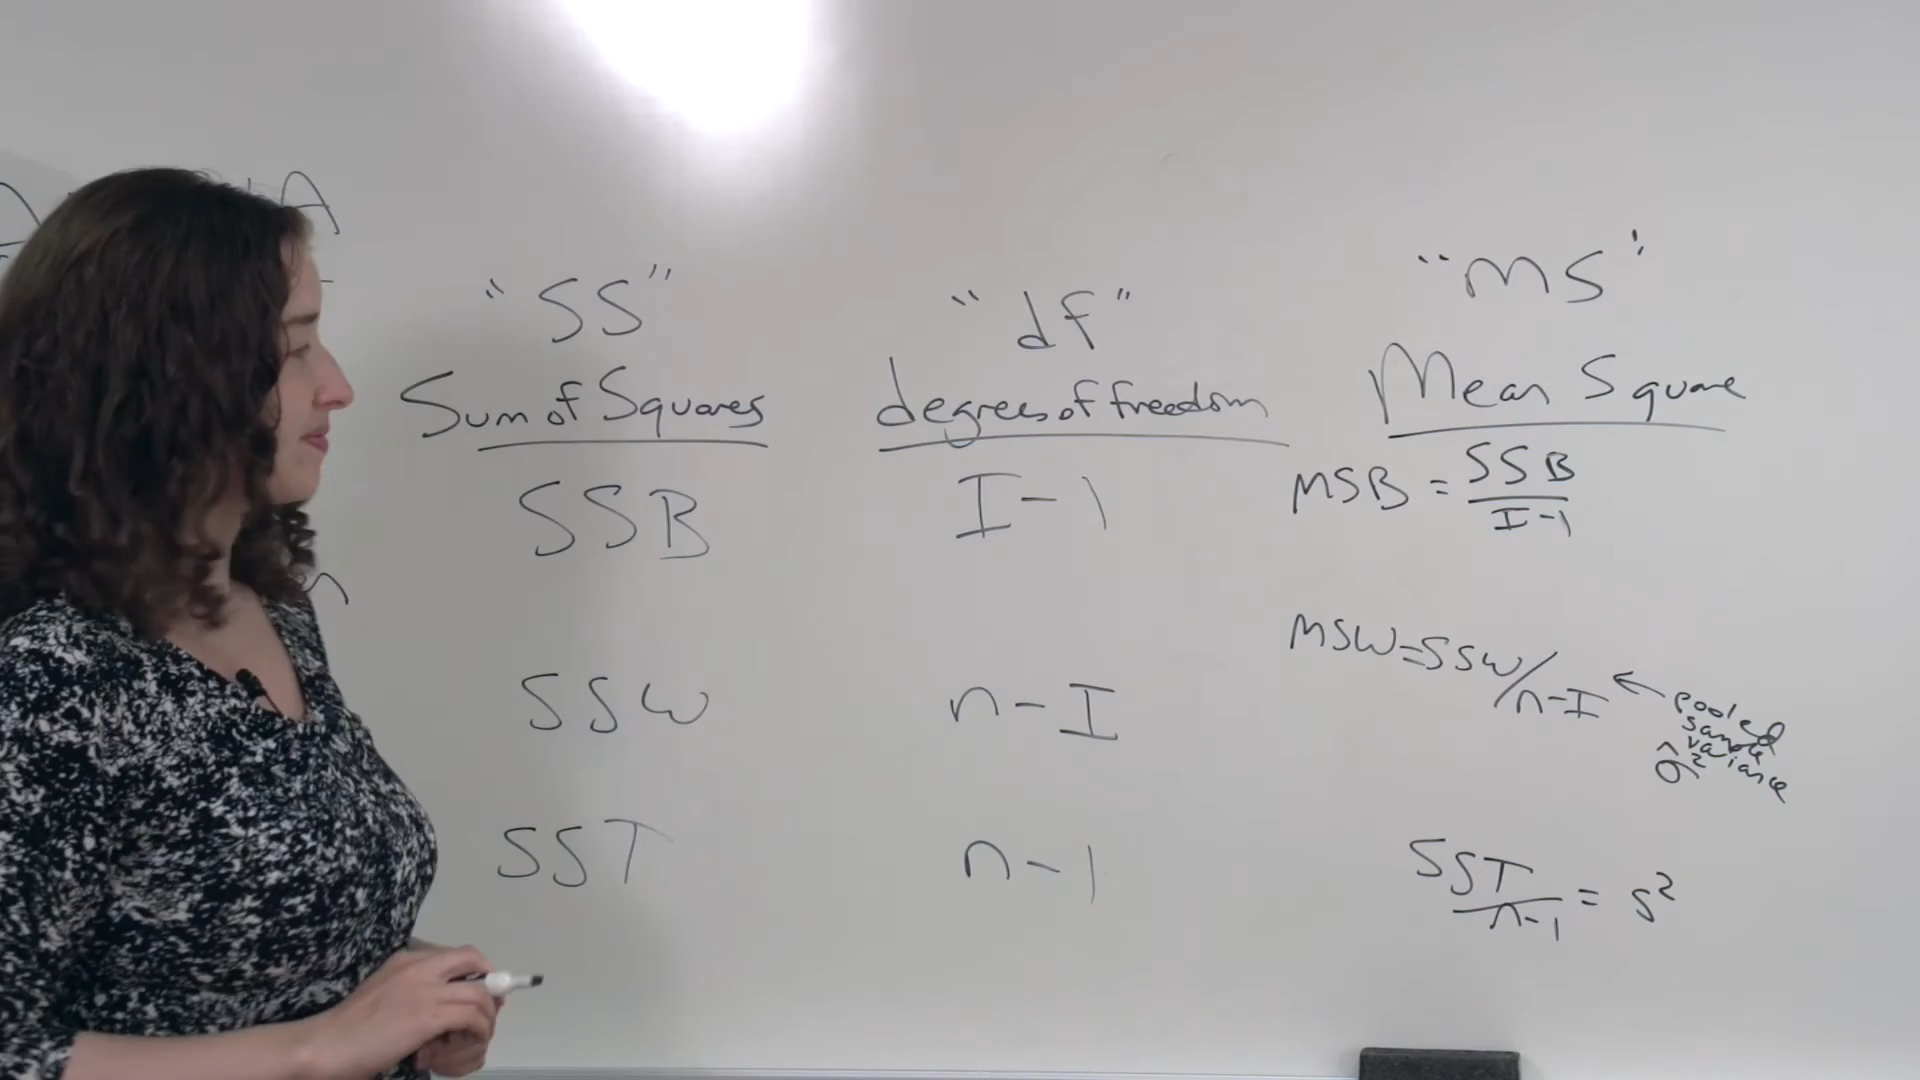 "SS" "df" "MS"
Sum of Squares degrees of freedom Mean Square
SSB I-1 MSB = SSB/I-1
SSW n-I MSW=SSW/n-I ← pooled
sample
variance
σ̂²
SST n-1 SST/n-1 = s²